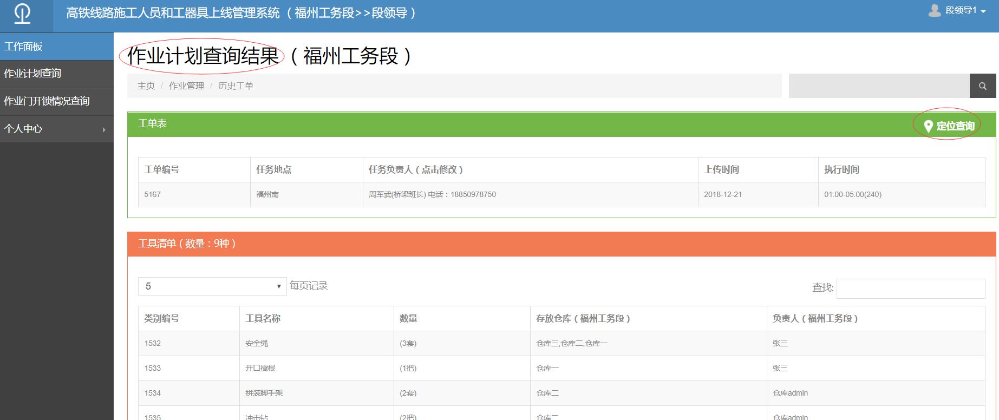 高铁线路施工人员和工器具上线管理系统（福州工务段>>段领导）
段领导1
工作面板
作业计划查询
作业门开锁情况查询
个人中心
作业计划查询结果（福州工务段）
主页 / 作业管理 / 历史工单
工单表
定位查询
工单编号 任务地点 任务负责人（点击修改） 上传时间 执行时间
5167 福州南 周军武(桥梁班长) 电话：18850978750 2018-12-21 01:00-05:00(240)
工具清单（数量：9种）
5 每页记录
查找:
类别编号 工具名称 数量 存放仓库（福州工务段） 负责人（福州工务段）
1532 安全绳 (3套) 仓库三,仓库二,仓库一 张三
1533 开口撬棍 (1把) 仓库一 张三
1534 拼装脚手架 (2套) 仓库二 仓库admin
1535 冲击钻 (2把) 仓库二 仓库admin